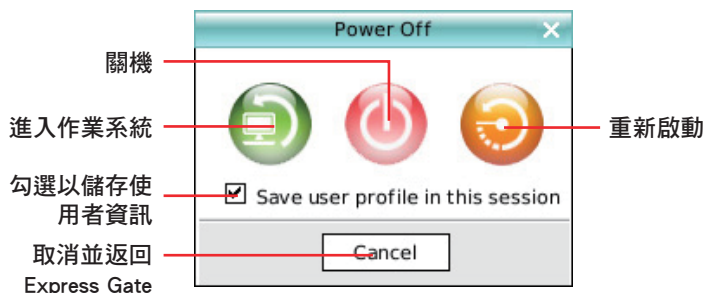 Power Off
關機
進入作業系統
重新啟動
勾選以儲存使
用者資訊
Save user profile in this session
取消並返回
Express Gate
Cancel